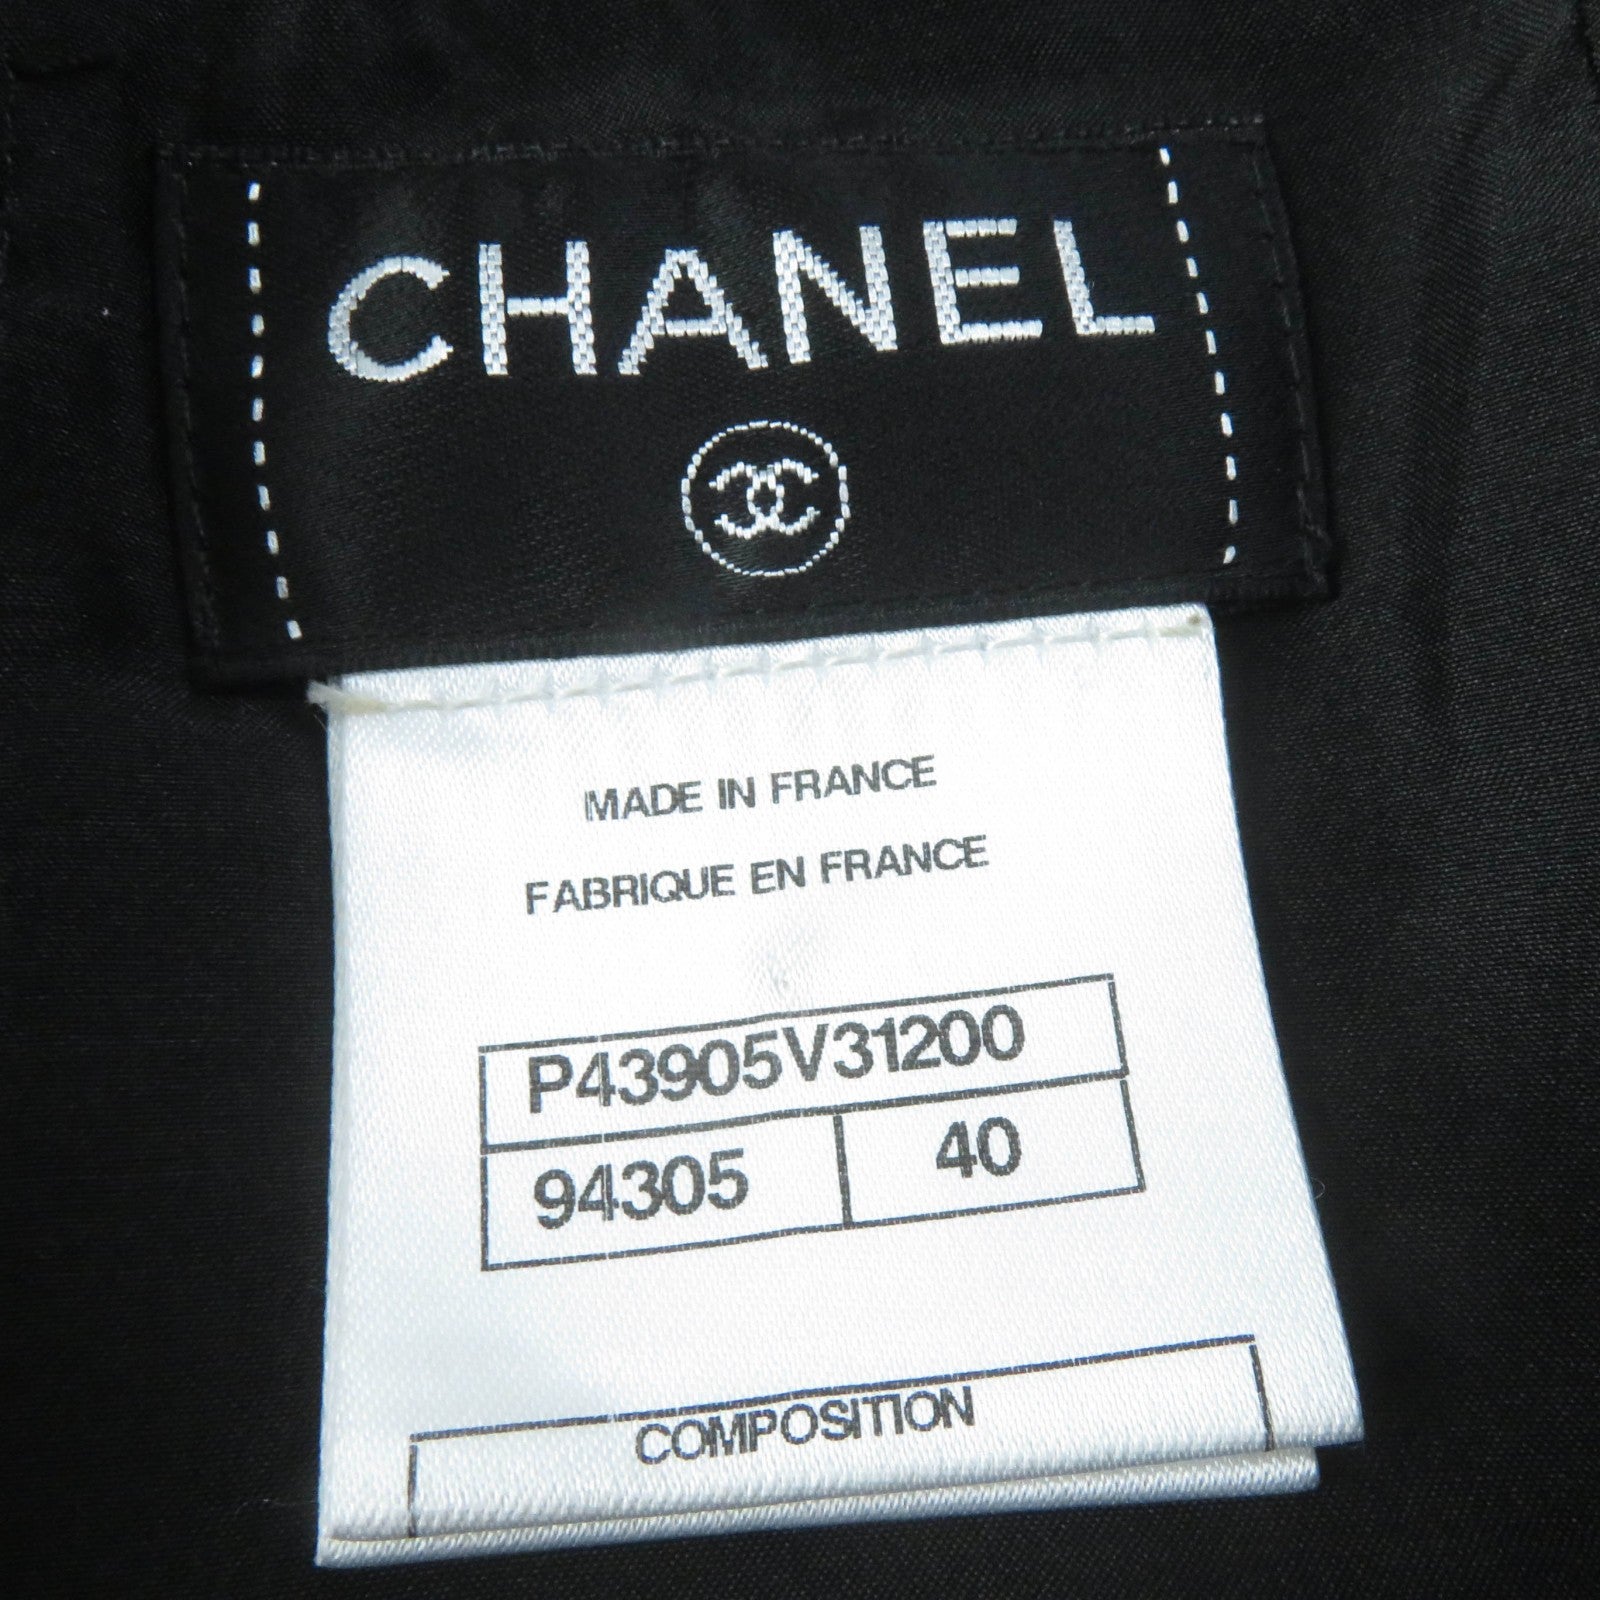 CHANEL
MADE IN FRANCE
FABRIQUE EN FRANCE
P43905V31200
94305 40
COMPOSITION